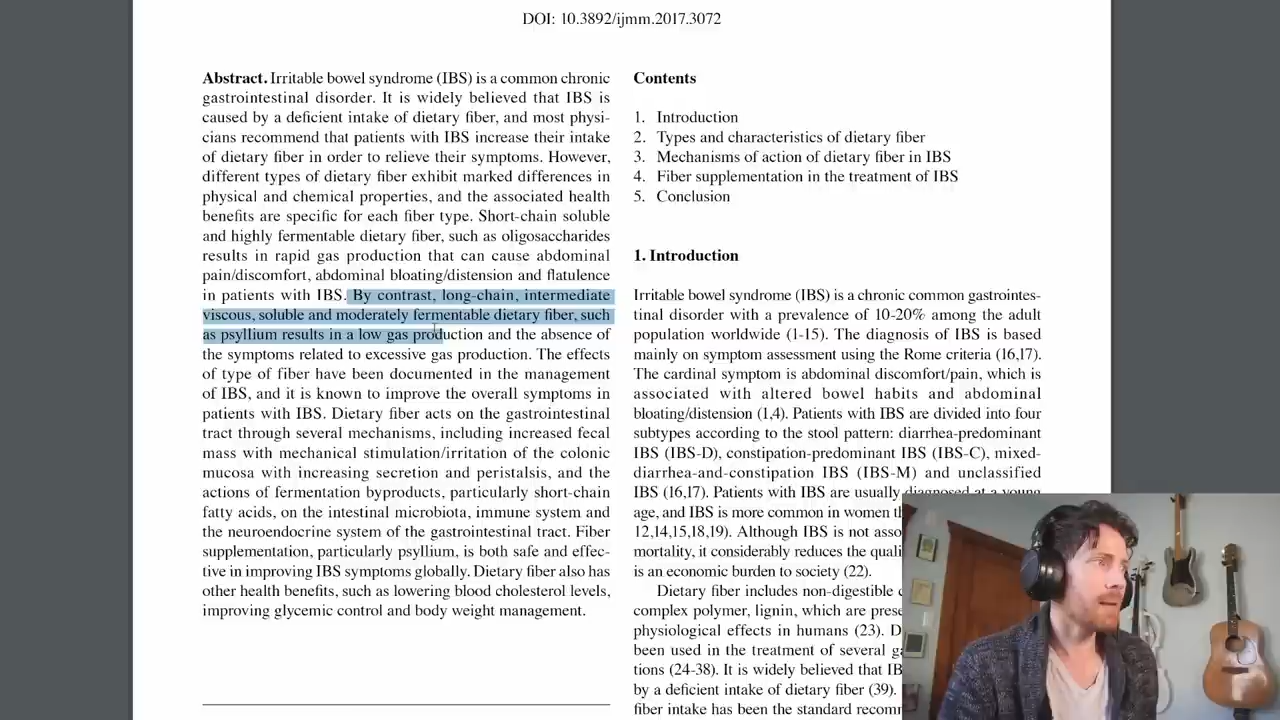 DOI: 10.3892/ijmm.2017.3072
Abstract. Irritable bowel syndrome (IBS) is a common chronic
gastrointestinal disorder. It is widely believed that IBS is
caused by a deficient intake of dietary fiber, and most physi-
cians recommend that patients with IBS increase their intake
of dietary fiber in order to relieve their symptoms. However,
different types of dietary fiber exhibit marked differences in
physical and chemical properties, and the associated health
benefits are specific for each fiber type. Short-chain soluble
and highly fermentable dietary fiber, such as oligosaccharides
results in rapid gas production that can cause abdominal
pain/discomfort, abdominal bloating/distension and flatulence
in patients with IBS. By contrast, long-chain, intermediate
viscous, soluble and moderately fermentable dietary fiber, such
as psyllium results in a low gas production and the absence of
the symptoms related to excessive gas production. The effects
of type of fiber have been documented in the management
of IBS, and it is known to improve the overall symptoms in
patients with IBS. Dietary fiber acts on the gastrointestinal
tract through several mechanisms, including increased fecal
mass with mechanical stimulation/irritation of the colonic
mucosa with increasing secretion and peristalsis, and the
actions of fermentation byproducts, particularly short-chain
fatty acids, on the intestinal microbiota, immune system and
the neuroendocrine system of the gastrointestinal tract. Fiber
supplementation, particularly psyllium, is both safe and effec-
tive in improving IBS symptoms globally. Dietary fiber also has
other health benefits, such as lowering blood cholesterol levels,
improving glycemic control and body weight management.
Contents
1. Introduction
2. Types and characteristics of dietary fiber
3. Mechanisms of action of dietary fiber in IBS
4. Fiber supplementation in the treatment of IBS
5. Conclusion
1. Introduction
Irritable bowel syndrome (IBS) is a chronic common gastrointes-
tinal disorder with a prevalence of 10-20% among the adult
population worldwide (1-15). The diagnosis of IBS is based
mainly on symptom assessment using the Rome criteria (16,17).
The cardinal symptom is abdominal discomfort/pain, which is
associated with altered bowel habits and abdominal
bloating/distension (1,4). Patients with IBS are divided into four
subtypes according to the stool pattern: diarrhea-predominant
IBS (IBS-D), constipation-predominant IBS (IBS-C), mixed-
diarrhea-and-constipation IBS (IBS-M) and unclassified
IBS (16,17). Patients with IBS are usually diagnosed at a young
age, and IBS is more common in women
12,14,15,18,19). Although IBS is not
mortality, it considerably reduces the
is an economic burden to society (22).
Dietary fiber includes non-digestible
complex polymer, lignin, which are
physiological effects in humans (23).
been used in the treatment of several
tions (24-38). It is widely believed that
by a deficient intake of dietary fiber (39).
fiber intake has been the standard